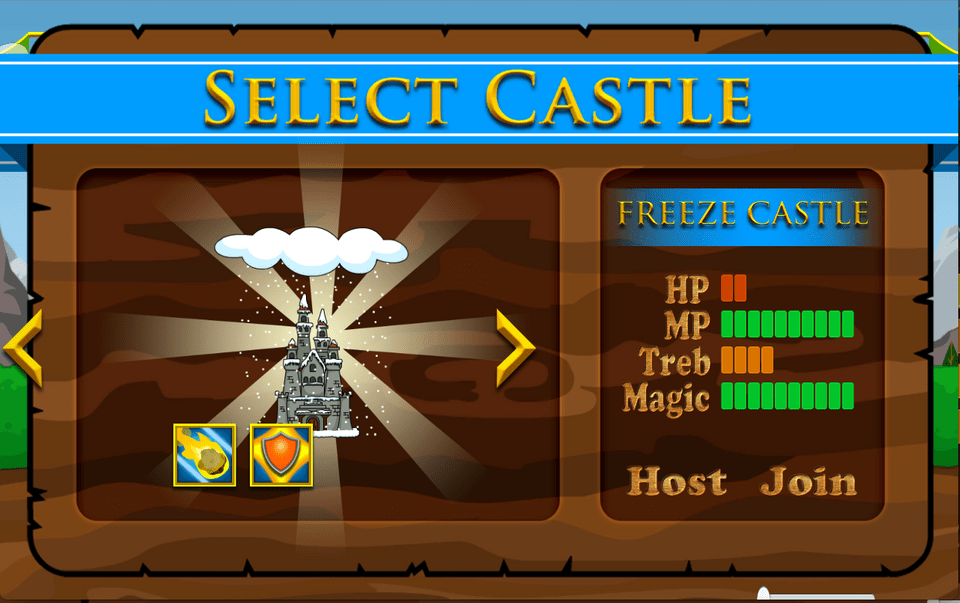 Select Castle
Freeze Castle
HP
MP
Treb
Magic
Host Join